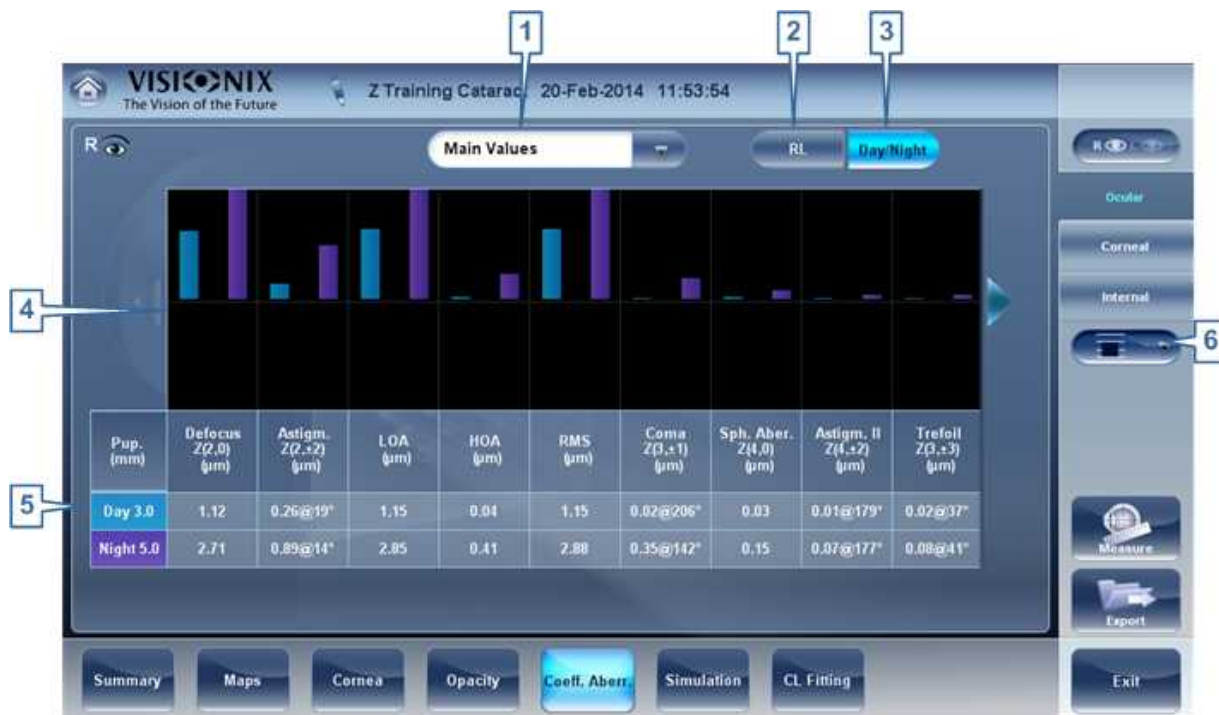 1
2
3
VISIONIX
The Vision of the Future
Z Training Catarac. 20-Feb-2014 11:53:54
R
Main Values
RL
Day/Night
R
Ocular
Corneal
Internal
4
6
Pup. (mm)
Defocus Z(2,0) (µm)
Astigm. Z(2,±2) (µm)
LOA (µm)
HOA (µm)
RMS (µm)
Coma Z(3,±1) (µm)
Sph. Aber. Z(4,0) (µm)
Astigm. II Z(4,±2) (µm)
Trefoil Z(3,±3) (µm)
5
Day 3.0 1.12 0.26@19° 1.15 0.04 1.15 0.02@206° 0.03 0.01@179° 0.02@37°
Night 5.0 2.71 0.89@14° 2.85 0.41 2.88 0.35@142° 0.15 0.07@177° 0.08@41°
Measure
Export
Summary
Maps
Cornea
Opacity
Coeff. Aberr.
Simulation
CL Fitting
Exit